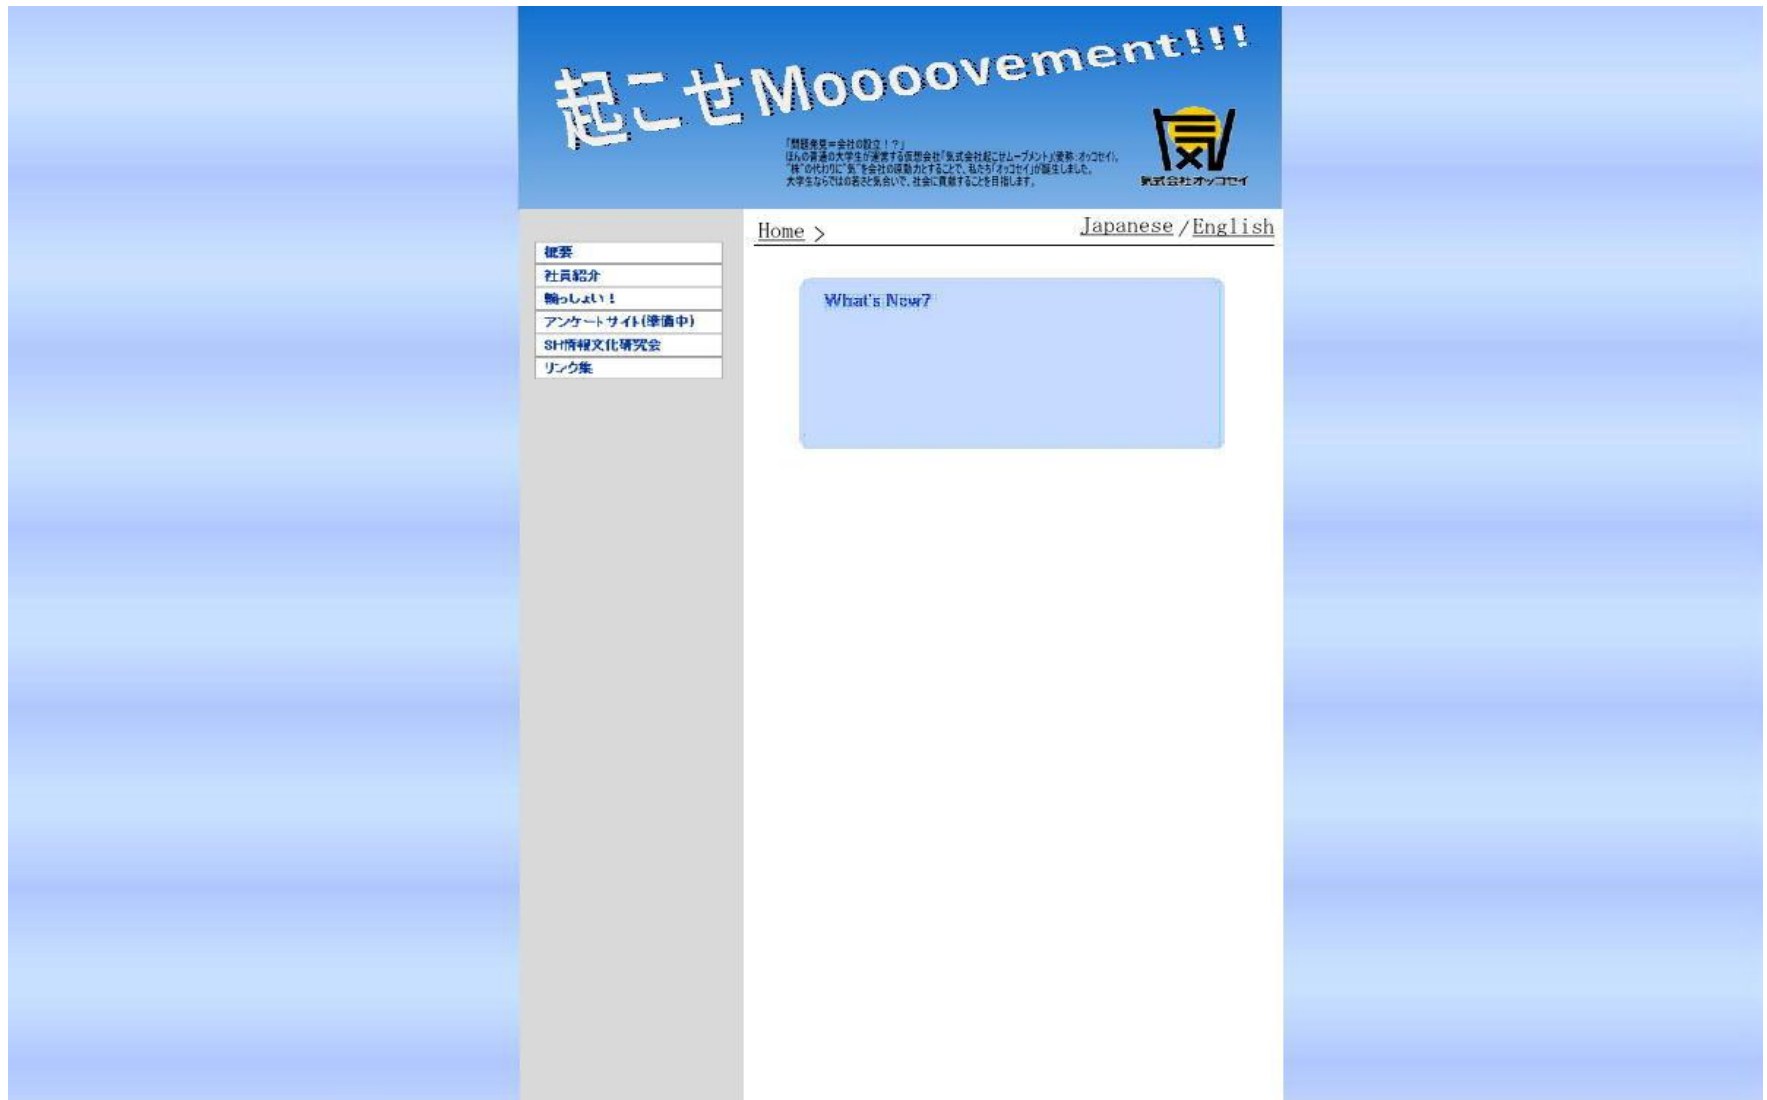 起こせMoooovement!!!
「問題発見＝会社の設立！？」
ほんの普通の大学生が運営する仮想会社「気式会社起こせムーブメント」(愛称:オッコセイ)。
"株"の代わりに"気"を会社の原動力とすることで、私たち「オッコセイ」が誕生しました。
大学生ならではの若さと気合いで、社会に貢献することを目指します。
気式会社オッコセイ
Home >
Japanese /English
概要
社員紹介
輪っしょい！
アンケートサイト(準備中)
SH情報文化研究会
リンク集
What's New?